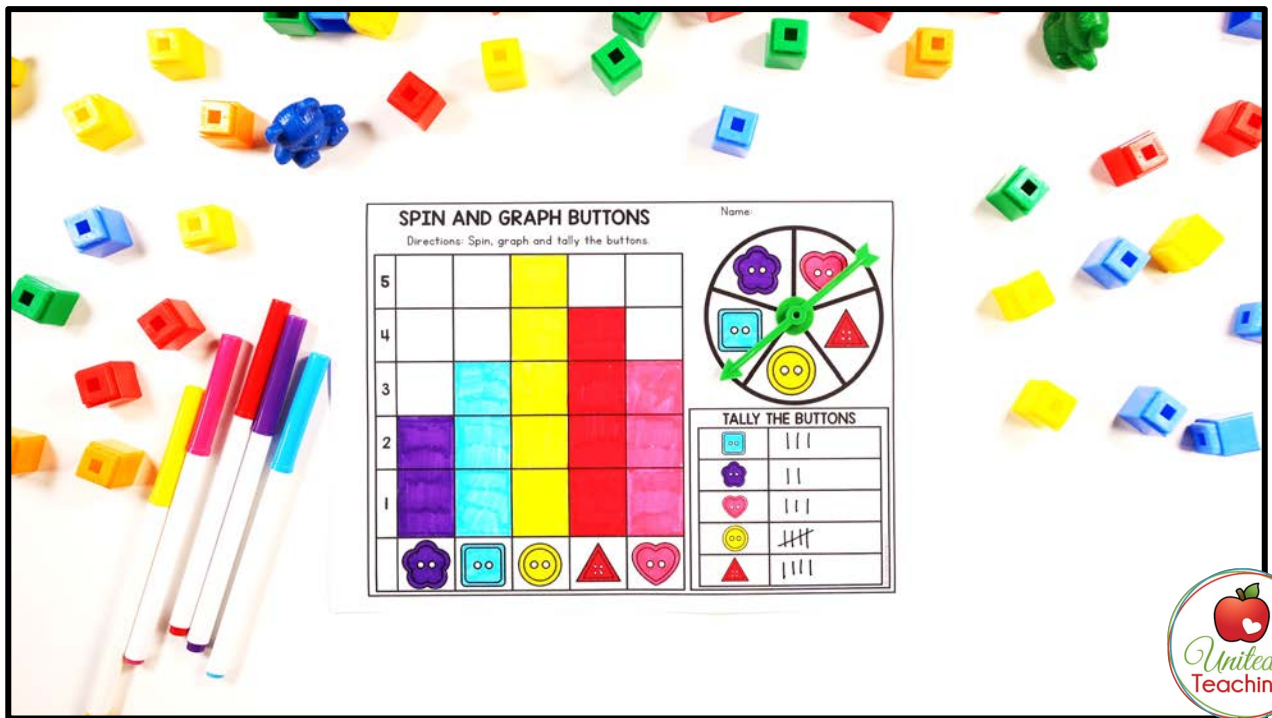 SPIN AND GRAPH BUTTONS
Name:
Directions: Spin, graph and tally the buttons.
5
4
3
2
1
TALLY THE BUTTONS
United
Teachin